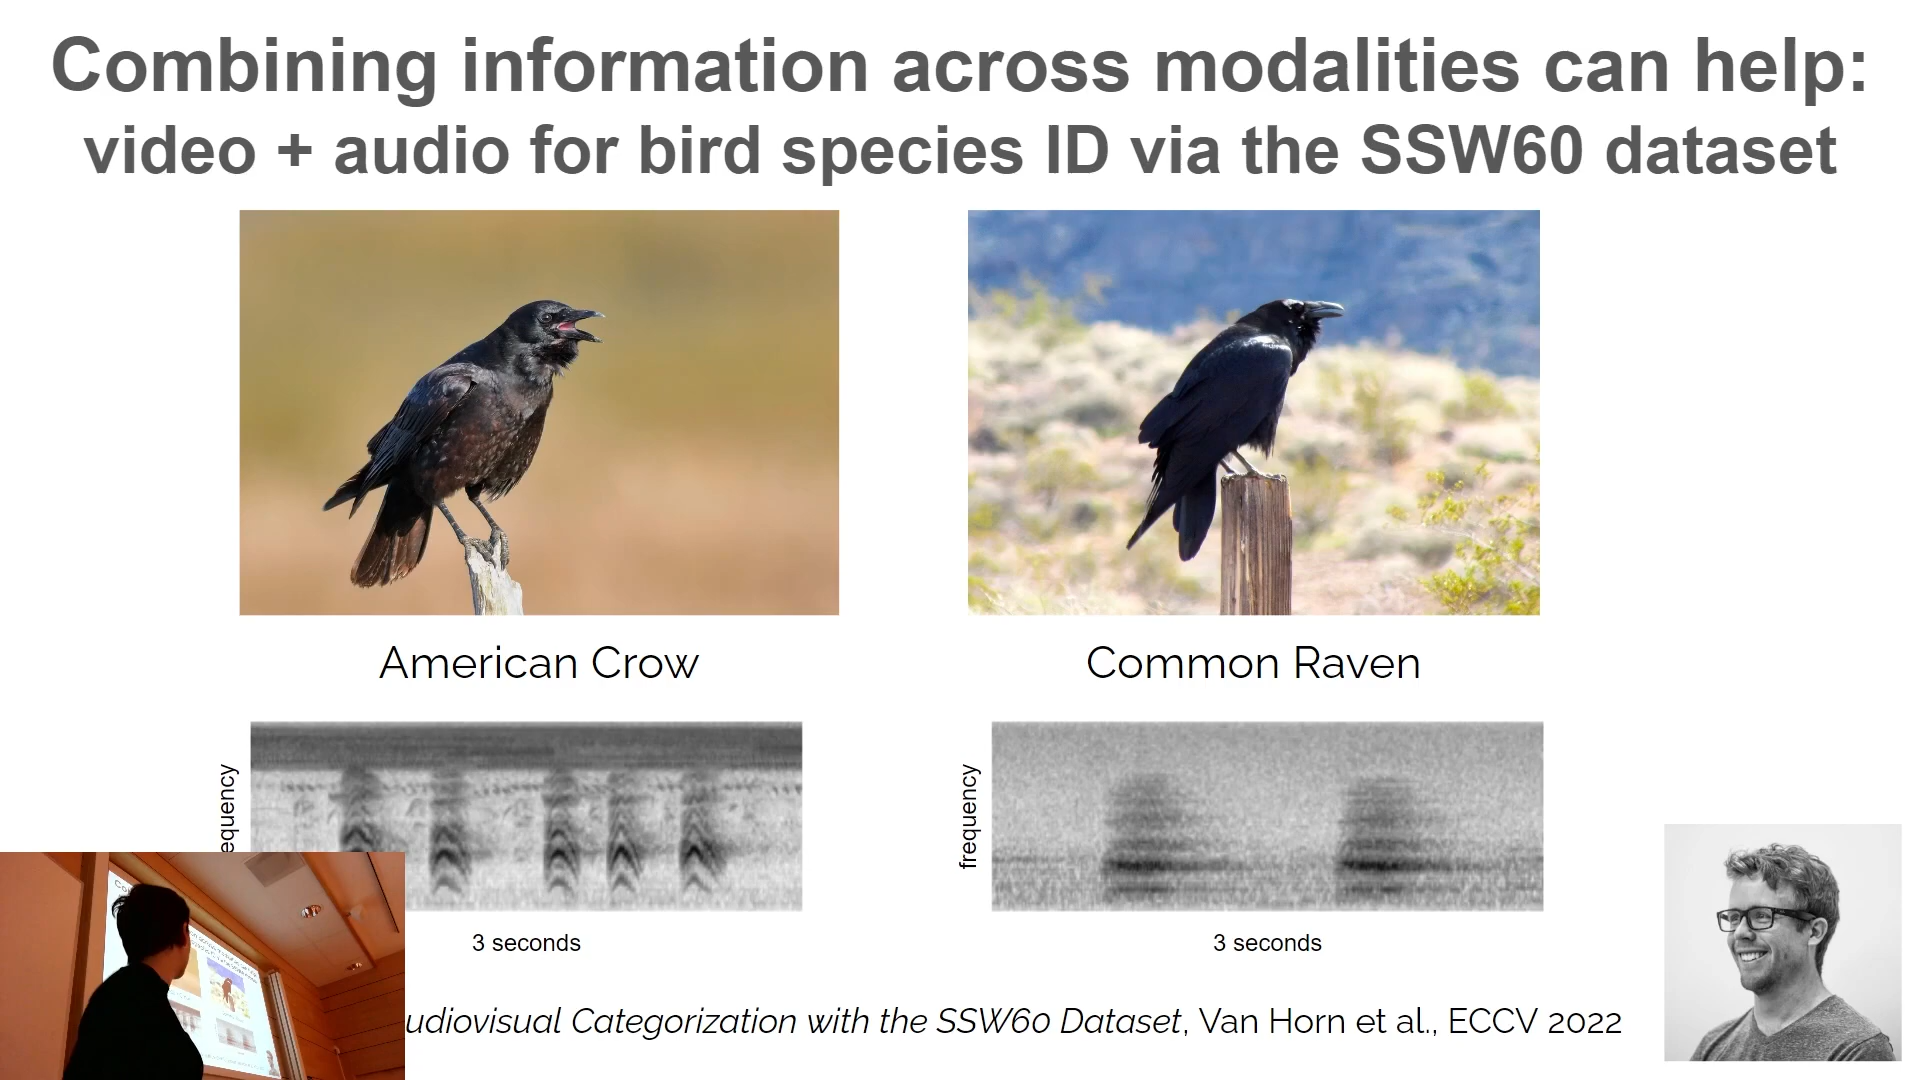 Combining information across modalities can help:
video + audio for bird species ID via the SSW60 dataset
American Crow
Common Raven
equency
frequency
3 seconds
3 seconds
udiovisual Categorization with the SSW60 Dataset, Van Horn et al., ECCV 2022